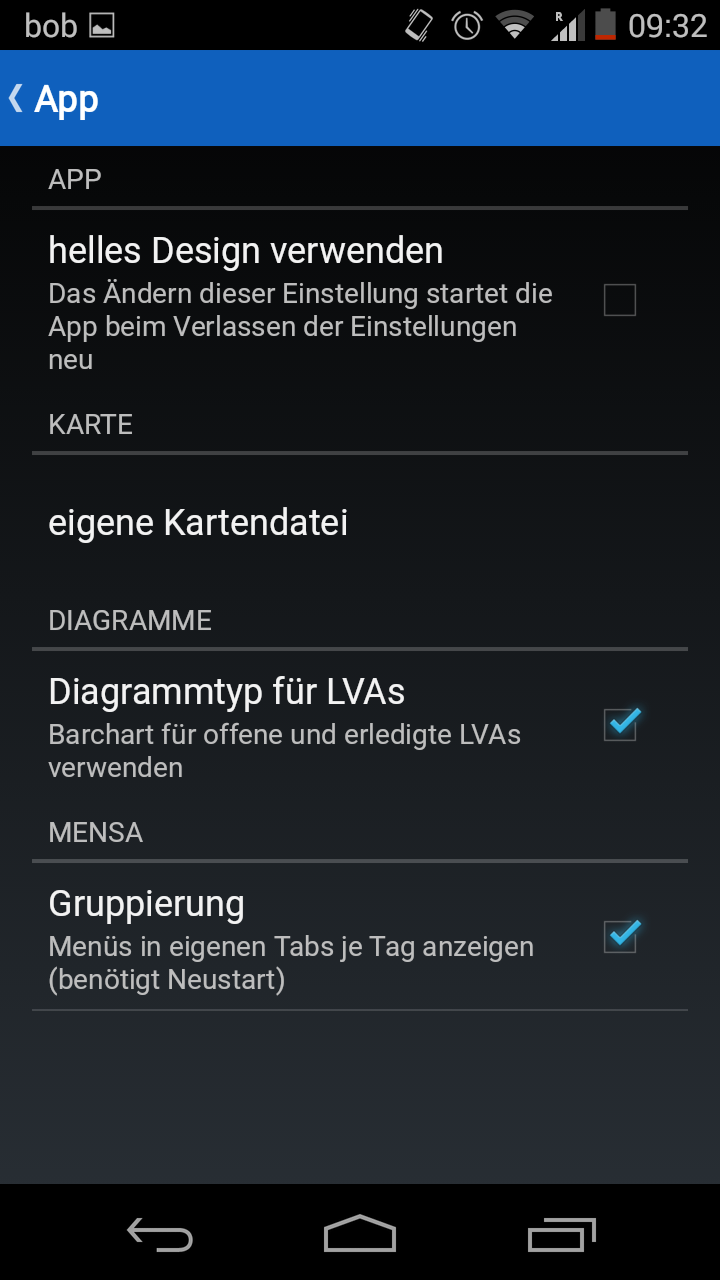 bob
R
09:32
App
APP
helles Design verwenden
Das Ändern dieser Einstellung startet die
App beim Verlassen der Einstellungen
neu
KARTE
eigene Kartendatei
DIAGRAMME
Diagrammtyp für LVAs
Barchart für offene und erledigte LVAs
verwenden
MENSA
Gruppierung
Menüs in eigenen Tabs je Tag anzeigen
(benötigt Neustart)